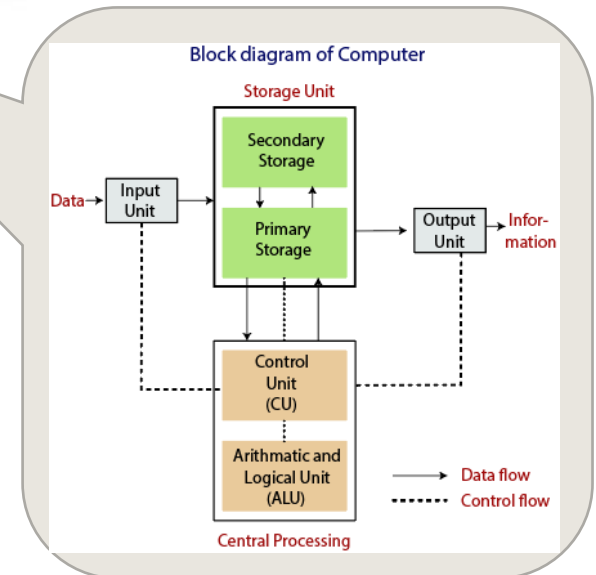 Block diagram of Computer
Storage Unit
Secondary
Storage
Data
Input
Unit
Primary
Storage
Output
Unit
Infor-
mation
Control
Unit
(CU)
Arithmatic and
Logical Unit
(ALU)
Data flow
Control flow
Central Processing